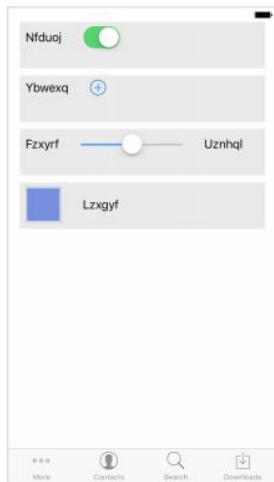 Nfduoj
Ybwexq
Fzxyrf Uznhql
Lzxgyf
More Contacts Search Downloads